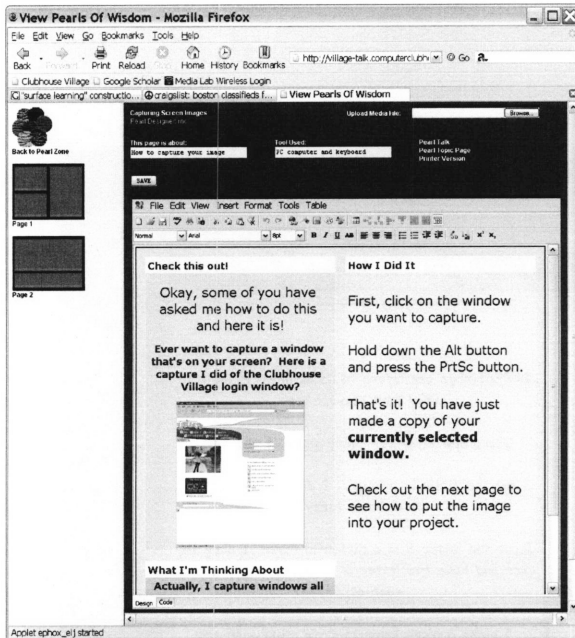 View Pearls Of Wisdom - Mozilla Firefox
File Edit View Go Bookmarks Tools Help
Back Print Reload Home History Bookmarks http://village-talk.computerclubh Go
Clubhouse Village Google Scholar Media Lab Wireless Login
"surface learning" constructio... craigslist: boston classifieds f... View Pearls Of Wisdom
Back to Pearl Zone
Page 1
Page 2
Capturing Screen Images
Upload Media File: Browse...
This page is about:
How to capture your image
Tool Used:
PC computer and keyboard
Pearl Talk
Pearl Topic Page
Printer Version
SAVE
File Edit View Insert Format Tools Table
Normal Arial 8pt B I U
Check this out!
Okay, some of you have
asked me how to do this
and here it is!
Ever want to capture a window
that's on your screen? Here is a
capture I did of the Clubhouse
Village login window?
What I'm Thinking About
Actually, I capture windows all
How I Did It
First, click on the window
you want to capture.
Hold down the Alt button
and press the PrtSc button.
That's it! You have just
made a copy of your
currently selected
window.
Check out the next page to
see how to put the image
into your project.
Design Code
Applet ephox_elj started